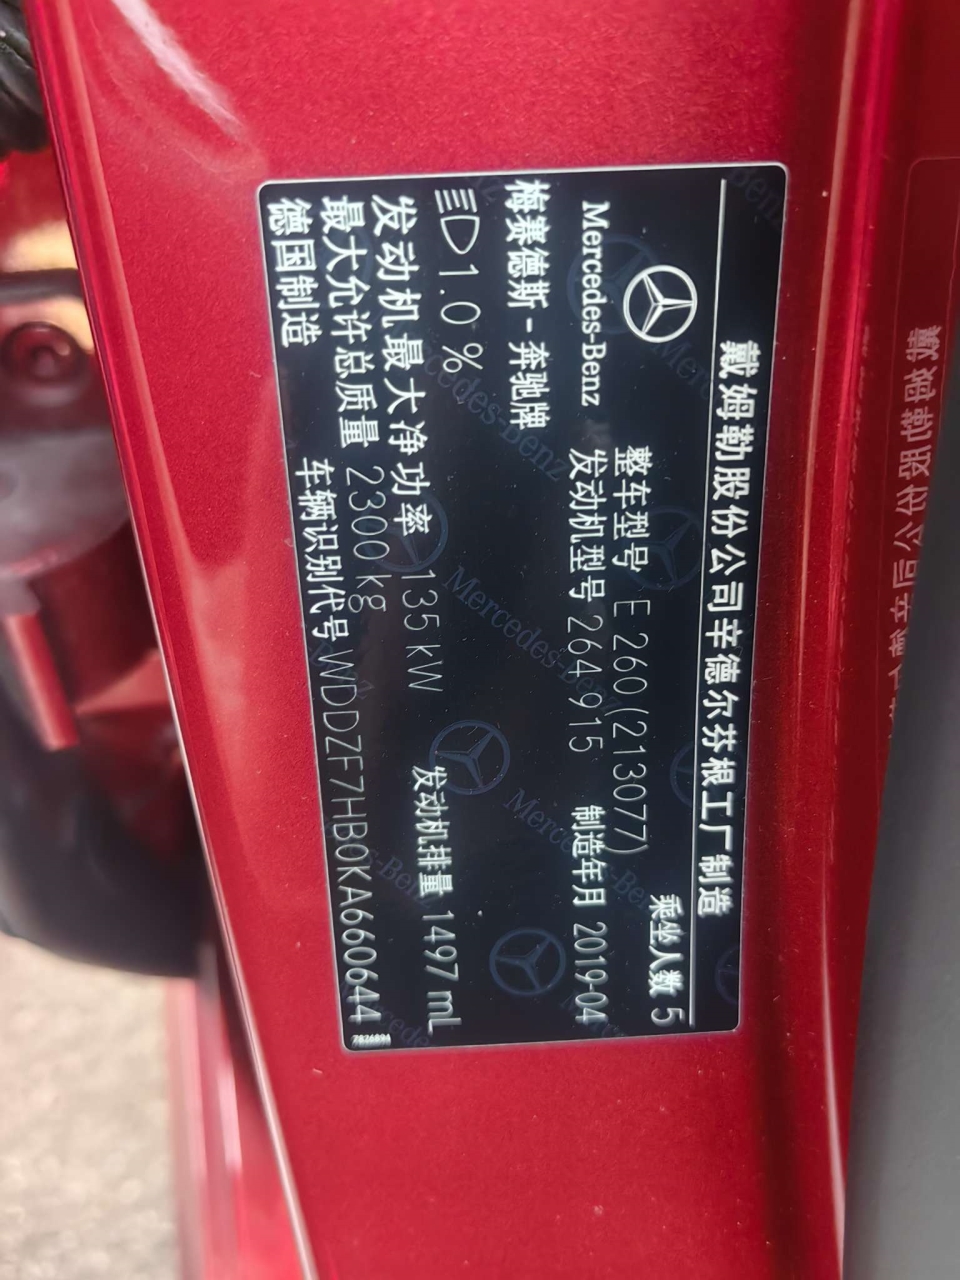 戴姆勒股份公司辛德尔芬根工厂制造
Mercedes-Benz
梅赛德斯-奔驰牌
整车型号 E 260(213077) 乘坐人数 5
发动机型号 264 915 制造年月 2019-04
1.0 %
发动机最大净功率 135 kW 发动机排量 1497 mL
最大允许总质量 2300 kg
德国制造 车辆识别代号 WDDZF7HB0KA660644
7826894